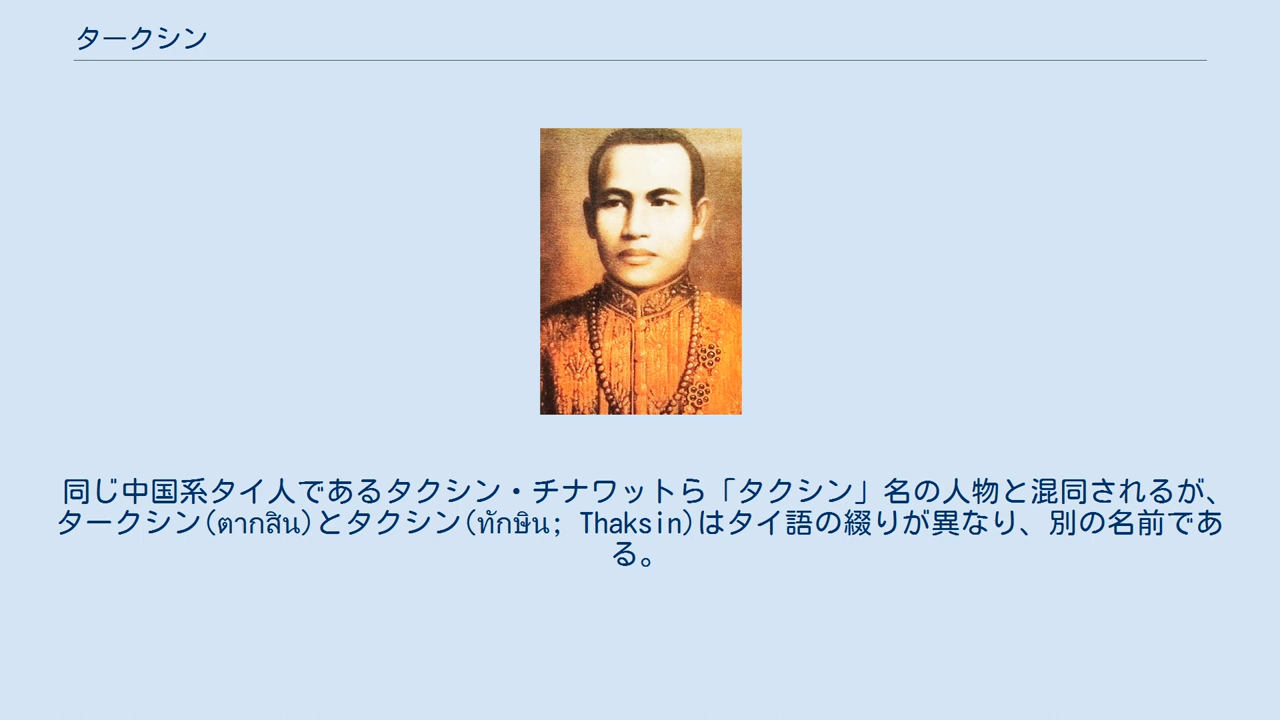 タークシン
同じ中国系タイ人であるタクシン・チナワットら「タクシン」名の人物と混同されるが、
タークシン(ตากสิน)とタクシン(ทักษิน; Thaksin)はタイ語の綴りが異なり、別の名前であ
る。